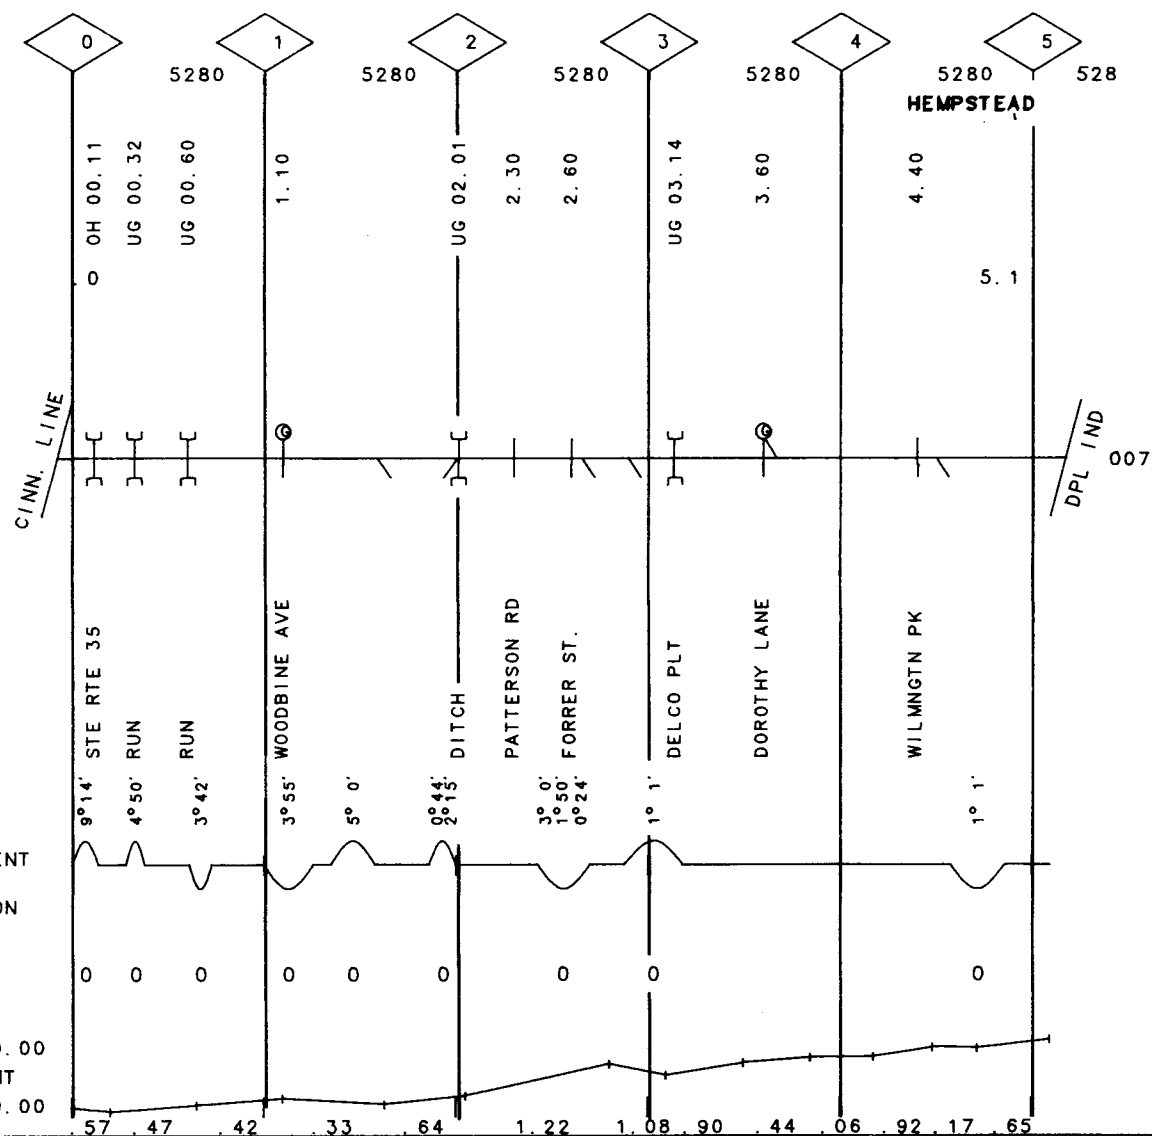 0 1 2 3 4 5
5280 5280 5280 5280 5280 528
HEMPSTEAD
OH 00.11
UG 00.32
UG 00.60
1.10
UG 02.01
2.30
2.60
UG 03.14
3.60
4.40
0
5.1
CINN. LINE
G
G
DPL IND
007
STE RTE 35
RUN
RUN
WOODBINE AVE
DITCH
PATTERSON RD
FORRER ST.
DELCO PLT
DOROTHY LANE
WILMNGTN PK
9°14'
4°50'
3°42'
3°55'
5° 0'
0°44'
2°15'
3° 0'
1°50'
0°24'
1° 1'
1° 1'
ENT
ON
0 0 0 0 0 0 0 0 0
0.00
NT
0.00
.57 .47 .42 .33 .64 1.22 1.08 .90 .44 .06 .92 .17 .65